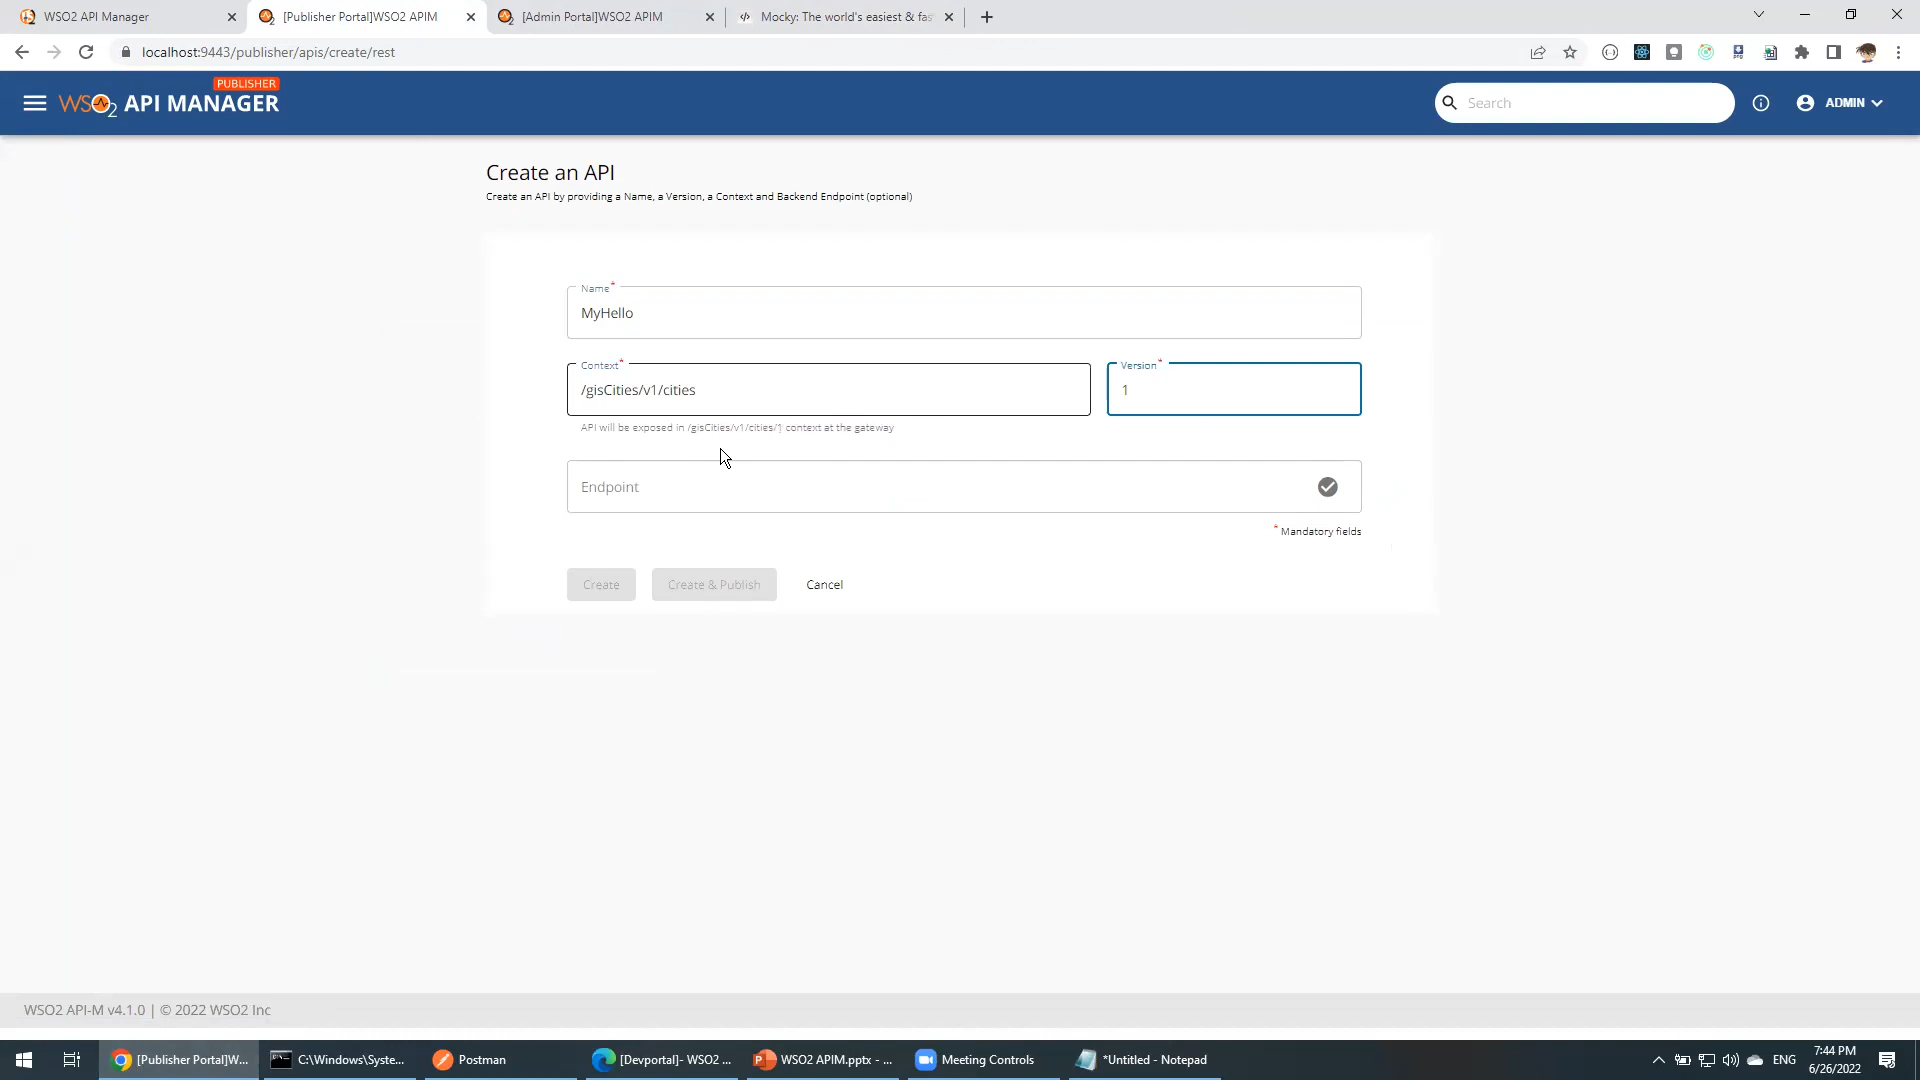 WSO2 API Manager
[Publisher Portal]WSO2 APIM
[Admin Portal]WSO2 APIM
Mocky: The world's easiest & fas
localhost:9443/publisher/apis/create/rest
PUBLISHER
WSO2 API MANAGER
Search
ADMIN
Create an API
Create an API by providing a Name, a Version, a Context and Backend Endpoint (optional)
Name*
MyHello
Context*
/gisCities/v1/cities
Version*
1
API will be exposed in /gisCities/v1/cities/1 context at the gateway
Endpoint
* Mandatory fields
Create
Create & Publish
Cancel
WSO2 API-M v4.1.0 | © 2022 WSO2 Inc
[Publisher Portal]W...
C:\Windows\Syste...
Postman
[Devportal]- WSO2 ...
WSO2 APIM.pptx - ...
Meeting Controls
*Untitled - Notepad
ENG
7:44 PM
6/26/2022